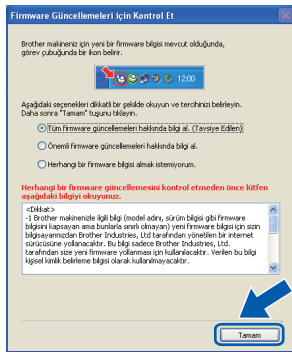 Firmware Güncellemeleri için Kontrol Et
Brother makineniz için yeni bir firmware bilgisi mevcut olduğunda,
görev çubuğunda bir ikon belirir.
12:00
Aşağıdaki seçenekleri dikkatli bir şekilde okuyun ve tercihinizi belirleyin.
Daha sonra "Tamam" tuşunu tıklayın.
Tüm firmware güncellemeleri hakkında bilgi al. (Tavsiye Edilen)
Önemli firmware güncellemeleri hakkında bilgi al.
Herhangi bir firmware bilgisi almak istemiyorum.
Herhangi bir firmware güncellemesini kontrol etmeden önce lütfen
aşağıdaki bilgiyi okuyunuz.
<Dikkat>
-1 Brother makinenizle ilgili bilgi (model adını, sürüm bilgisi gibi firmware
bilgisini kapsayan ama bunlarla sınırlı olmayan) yeni firmware bilgisi için sizin
bilgisayarınızdan Brother Industries, Ltd tarafından yönetilen bir internet
sürücüsüne yollanacaktır. Bu bilgi sadece Brother Industries, Ltd.
tarafından size yeni firmware yollanması için kullanılacaktır. Verilen bu bilgi
kişisel kimlik belirleme bilgisi olarak kullanılmayacaktır.
Tamam